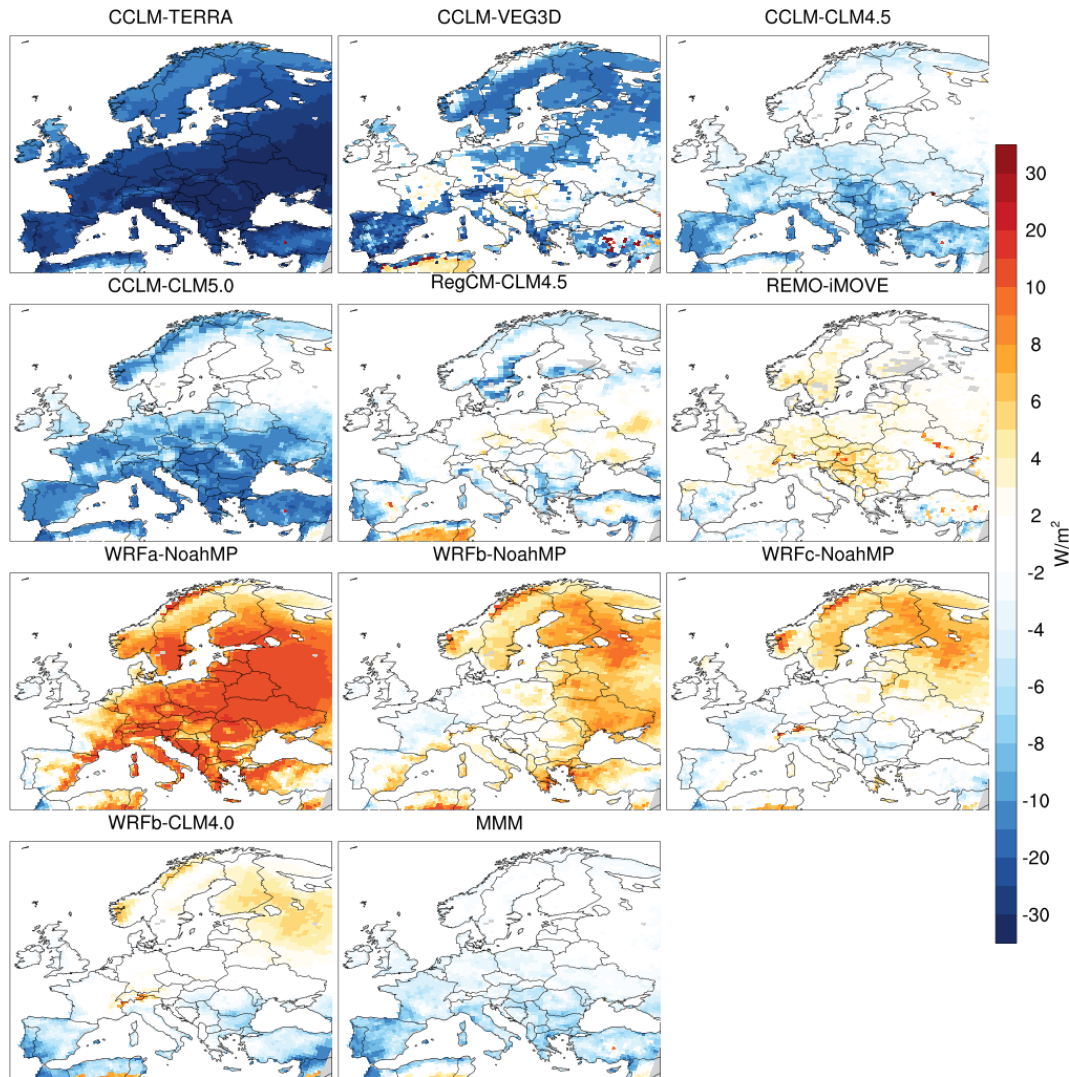 CCLM-TERRA
CCLM-VEG3D
CCLM-CLM4.5
CCLM-CLM5.0
RegCM-CLM4.5
REMO-iMOVE
WRFa-NoahMP
WRFb-NoahMP
WRFc-NoahMP
WRFb-CLM4.0
MMM
30
20
10
8
6
4
2
-2
-4
-6
-8
-10
-20
-30
W/m²